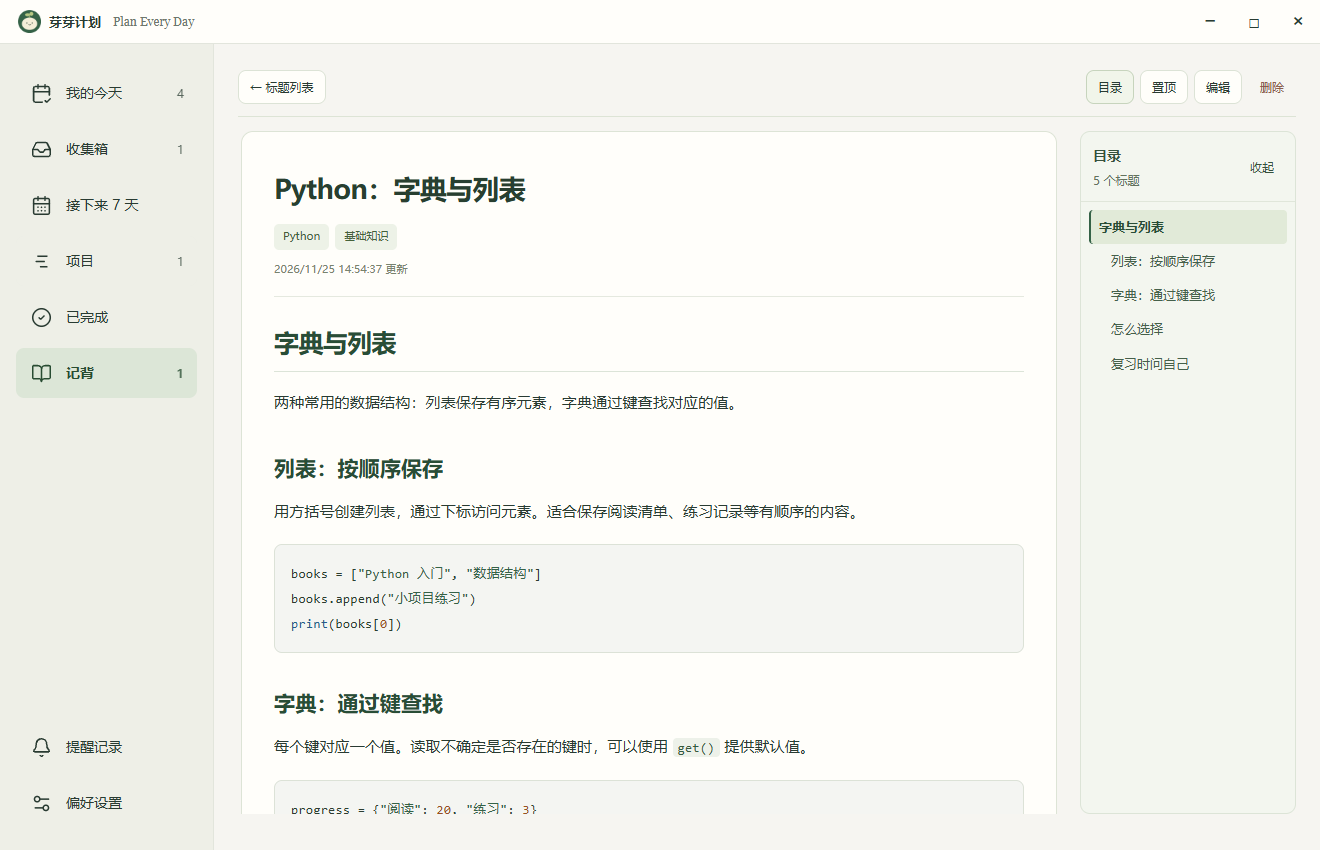 芽芽计划 Plan Every Day
我的今天 4
收集箱 1
接下来 7 天
项目 1
已完成
记背 1
提醒记录
偏好设置
← 标题列表
目录 置顶 编辑 删除
Python：字典与列表
Python 基础知识
2026/11/25 14:54:37 更新
字典与列表
两种常用的数据结构：列表保存有序元素，字典通过键查找对应的值。
列表：按顺序保存
用方括号创建列表，通过下标访问元素。适合保存阅读清单、练习记录等有顺序的内容。
books = ["Python 入门", "数据结构"]
books.append("小项目练习")
print(books[0])
字典：通过键查找
每个键对应一个值。读取不确定是否存在的键时，可以使用 get() 提供默认值。
progress = {"阅读": 20, "练习": 3}
目录
5 个标题
收起
字典与列表
列表：按顺序保存
字典：通过键查找
怎么选择
复习时问自己